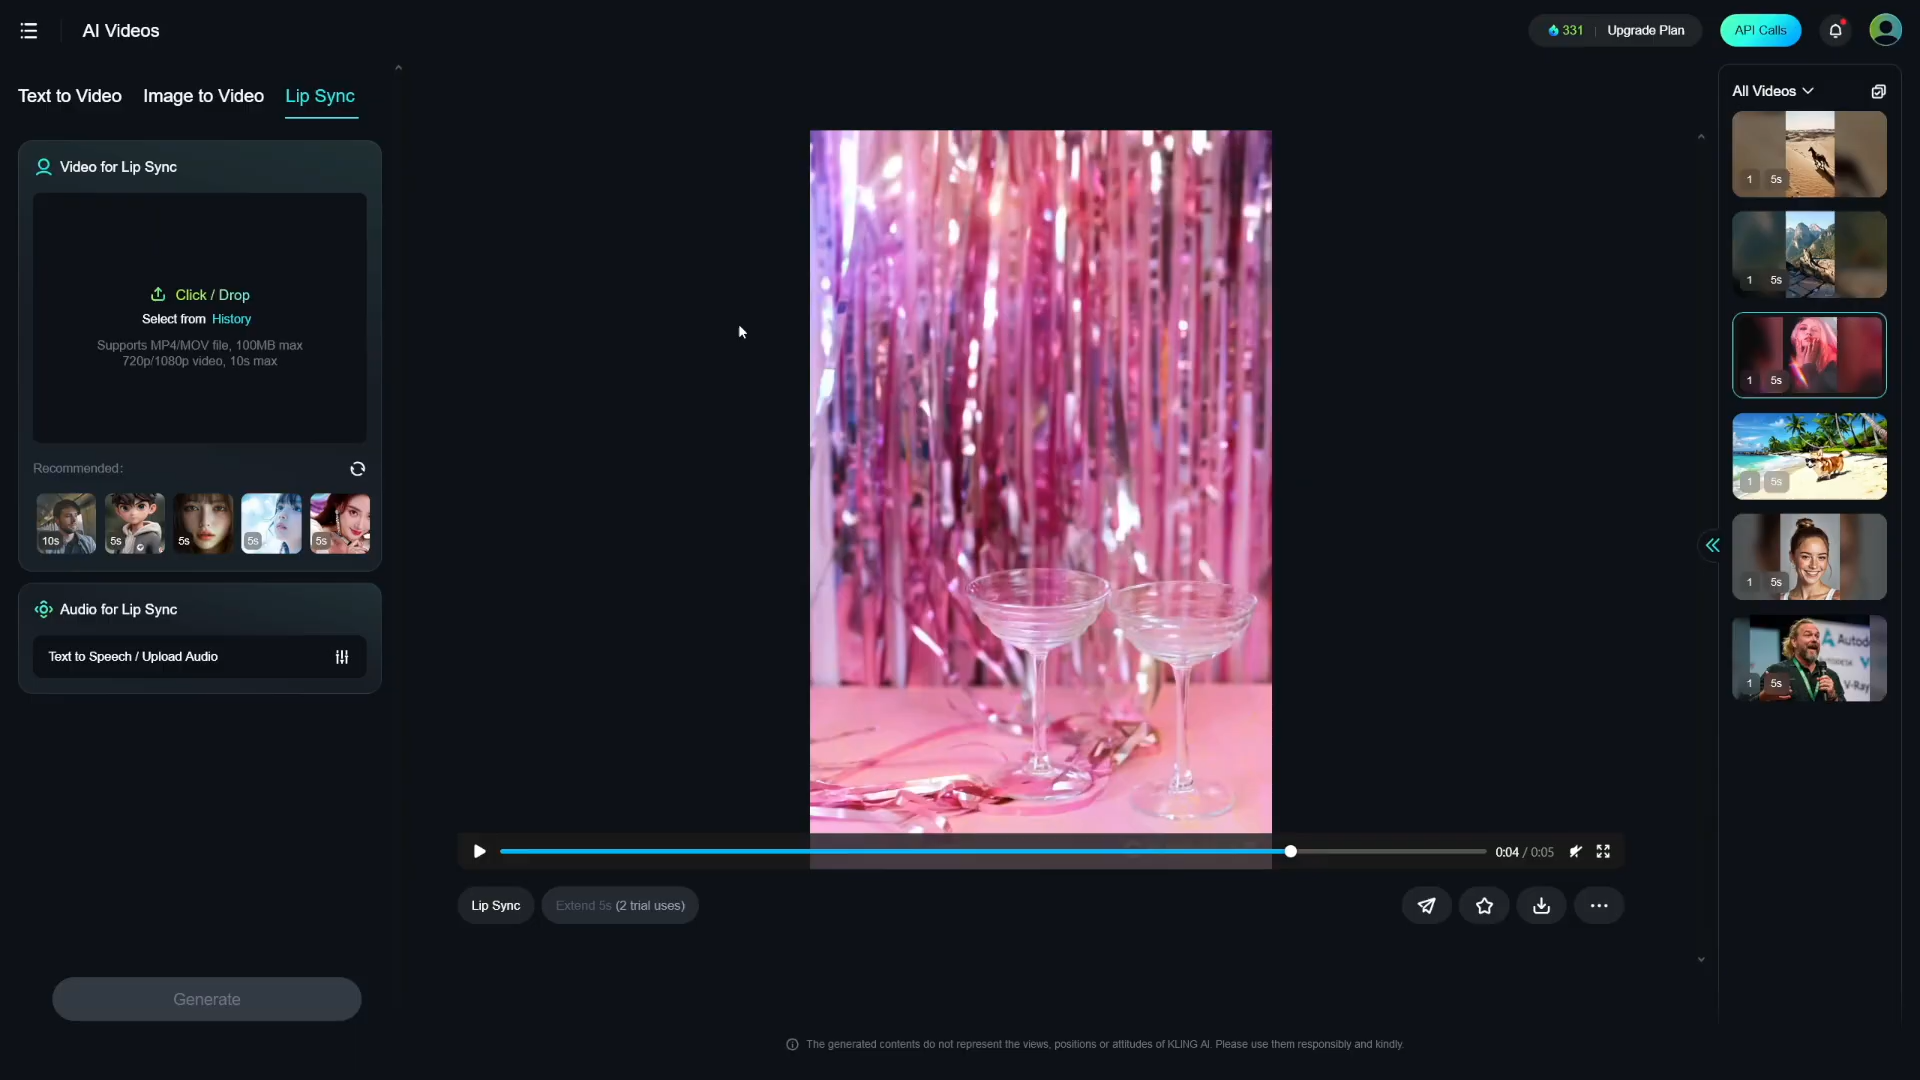 AI Videos
331 Upgrade Plan
API Calls
Text to Video Image to Video Lip Sync
Video for Lip Sync
Click / Drop
Select from History
Supports MP4/MOV file, 100MB max
720p/1080p video, 10s max
Recommended:
10s 5s 5s 5s 5s
Audio for Lip Sync
Text to Speech / Upload Audio
Generate
0:04 / 0:05
Lip Sync Extend 5s (2 trial uses)
The generated contents do not represent the views, positions or attitudes of KLING AI. Please use them responsibly and kindly.
All Videos
1 5s
1 5s
1 5s
1 5s
1 5s
Autod
AUTODESK
V-Ray
1 5s